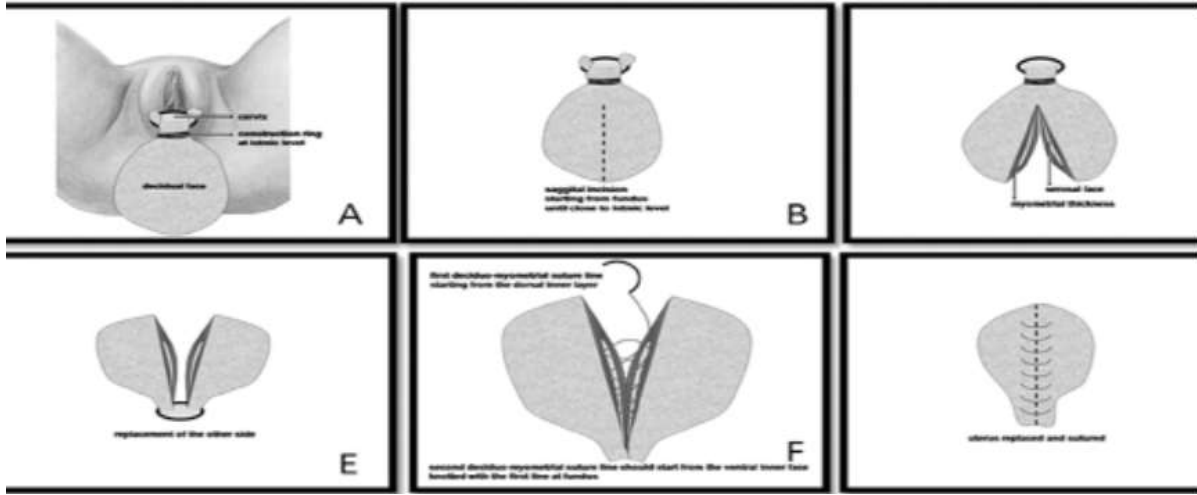 cervix
constriction ring
at isthmic level
decidual face
A
saggital incision
starting from fundus
until close to isthmic level
B
serosal face
myometrial thickness
replacement of the other side
E
first deciduo-myometrial suture line
starting from the dorsal inner layer
F
second deciduo-myometrial suture line should start from the ventral inner face
knotted with the first line at fundus
uterus replaced and sutured